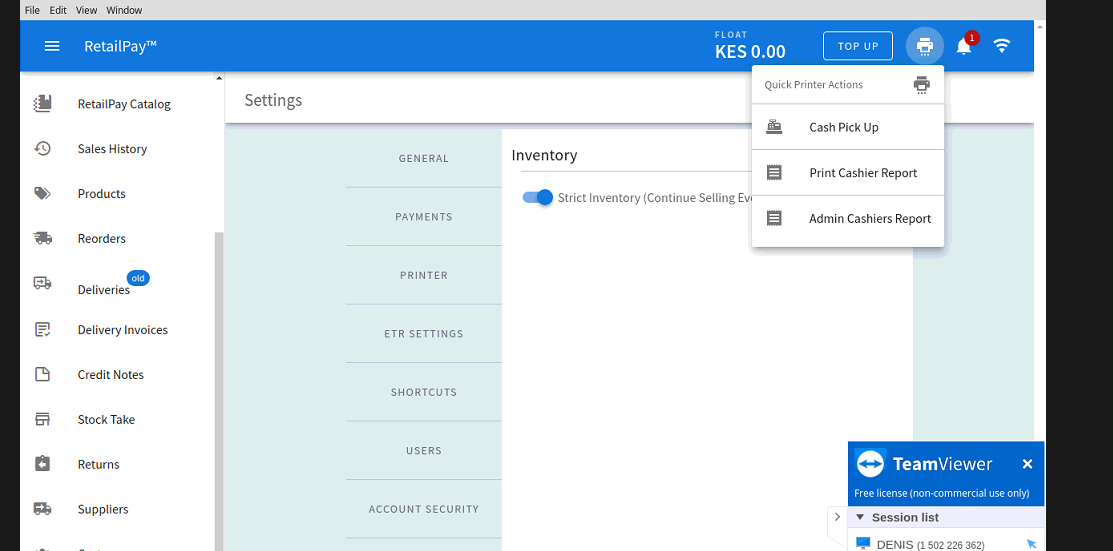 File Edit View Window
RetailPay™
FLOAT
KES 0.00
TOP UP
1
Quick Printer Actions
Cash Pick Up
Print Cashier Report
Admin Cashiers Report
RetailPay Catalog
Sales History
Products
Reorders
old
Deliveries
Delivery Invoices
Credit Notes
Stock Take
Returns
Suppliers
Settings
GENERAL
PAYMENTS
PRINTER
ETR SETTINGS
SHORTCUTS
USERS
ACCOUNT SECURITY
Inventory
Strict Inventory (Continue Selling
TeamViewer
Free license (non-commercial use only)
Session list
DENIS (1 502 226 362)